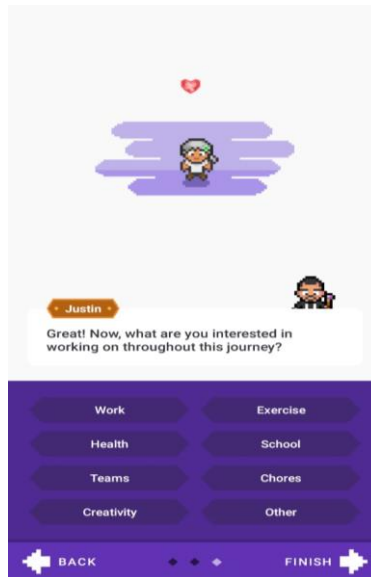 Justin
Great! Now, what are you interested in
working on throughout this journey?
Work
Exercise
Health
School
Teams
Chores
Creativity
Other
BACK
FINISH